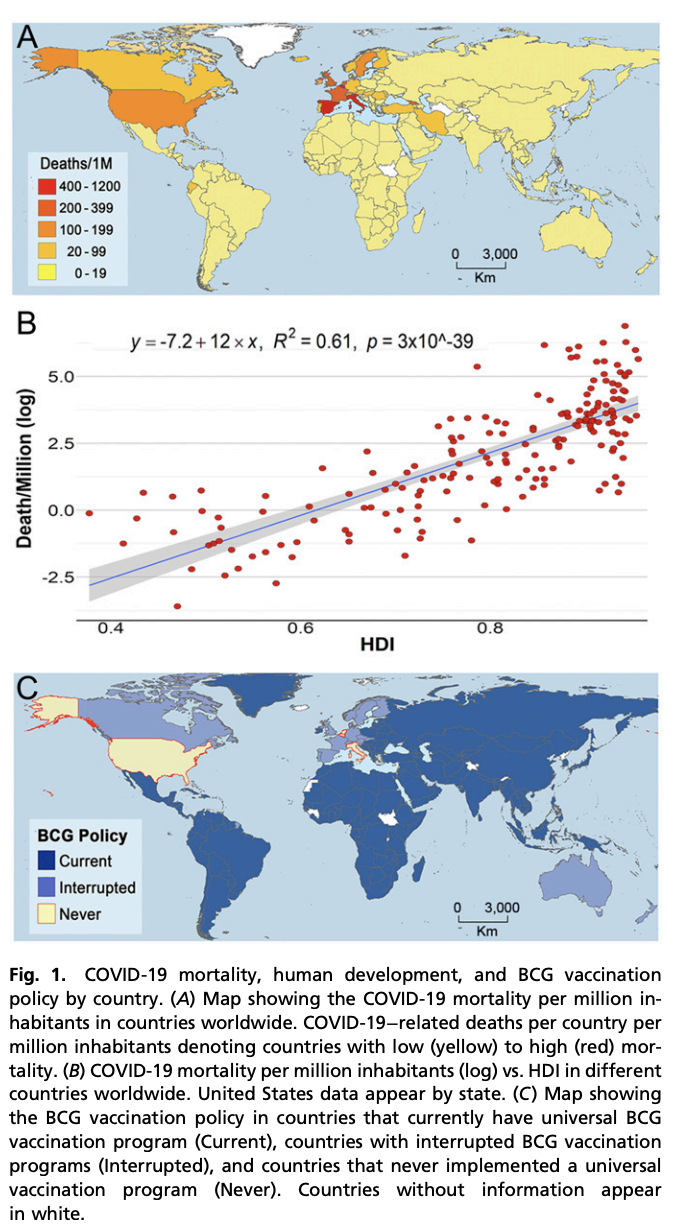 A
Deaths/1M
400 - 1200
200 - 399
100 - 199
20 - 99
0 - 19
0 3,000
Km
B
y = -7.2 + 12 × x, R² = 0.61, p = 3x10^-39
Death/Million (log)
5.0
2.5
0.0
-2.5
0.4 0.6 0.8
HDI
C
BCG Policy
Current
Interrupted
Never
0 3,000
Km
Fig. 1. COVID-19 mortality, human development, and BCG vaccination
policy by country. (A) Map showing the COVID-19 mortality per million in-
habitants in countries worldwide. COVID-19–related deaths per country per
million inhabitants denoting countries with low (yellow) to high (red) mor-
tality. (B) COVID-19 mortality per million inhabitants (log) vs. HDI in different
countries worldwide. United States data appear by state. (C) Map showing
the BCG vaccination policy in countries that currently have universal BCG
vaccination program (Current), countries with interrupted BCG vaccination
programs (Interrupted), and countries that never implemented a universal
vaccination program (Never). Countries without information appear
in white.